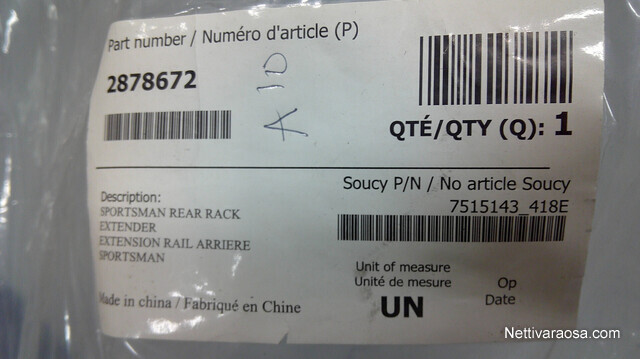 Part number / Numéro d'article (P)
2878672
A 10
QTÉ/QTY (Q): 1
Soucy P/N / No article Soucy
7515143_418E
Description:
SPORTSMAN REAR RACK
EXTENDER
EXTENSION RAIL ARRIERE
SPORTSMAN
Made in china / Fabriqué en Chine
Unit of measure
Unité de mesure
UN
Op
Date
Nettivaraosa.com